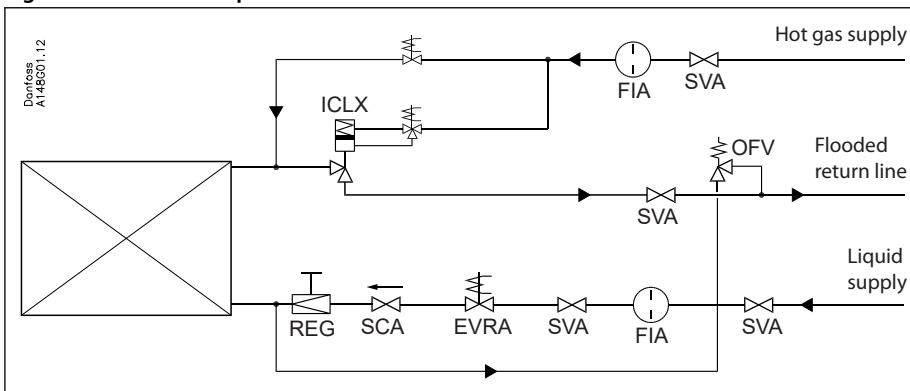 Danfoss
A148G01.12
Hot gas supply
FIA
SVA
ICLX
OFV
Flooded
return line
SVA
Liquid
supply
REG
SCA
EVRA
SVA
FIA
SVA